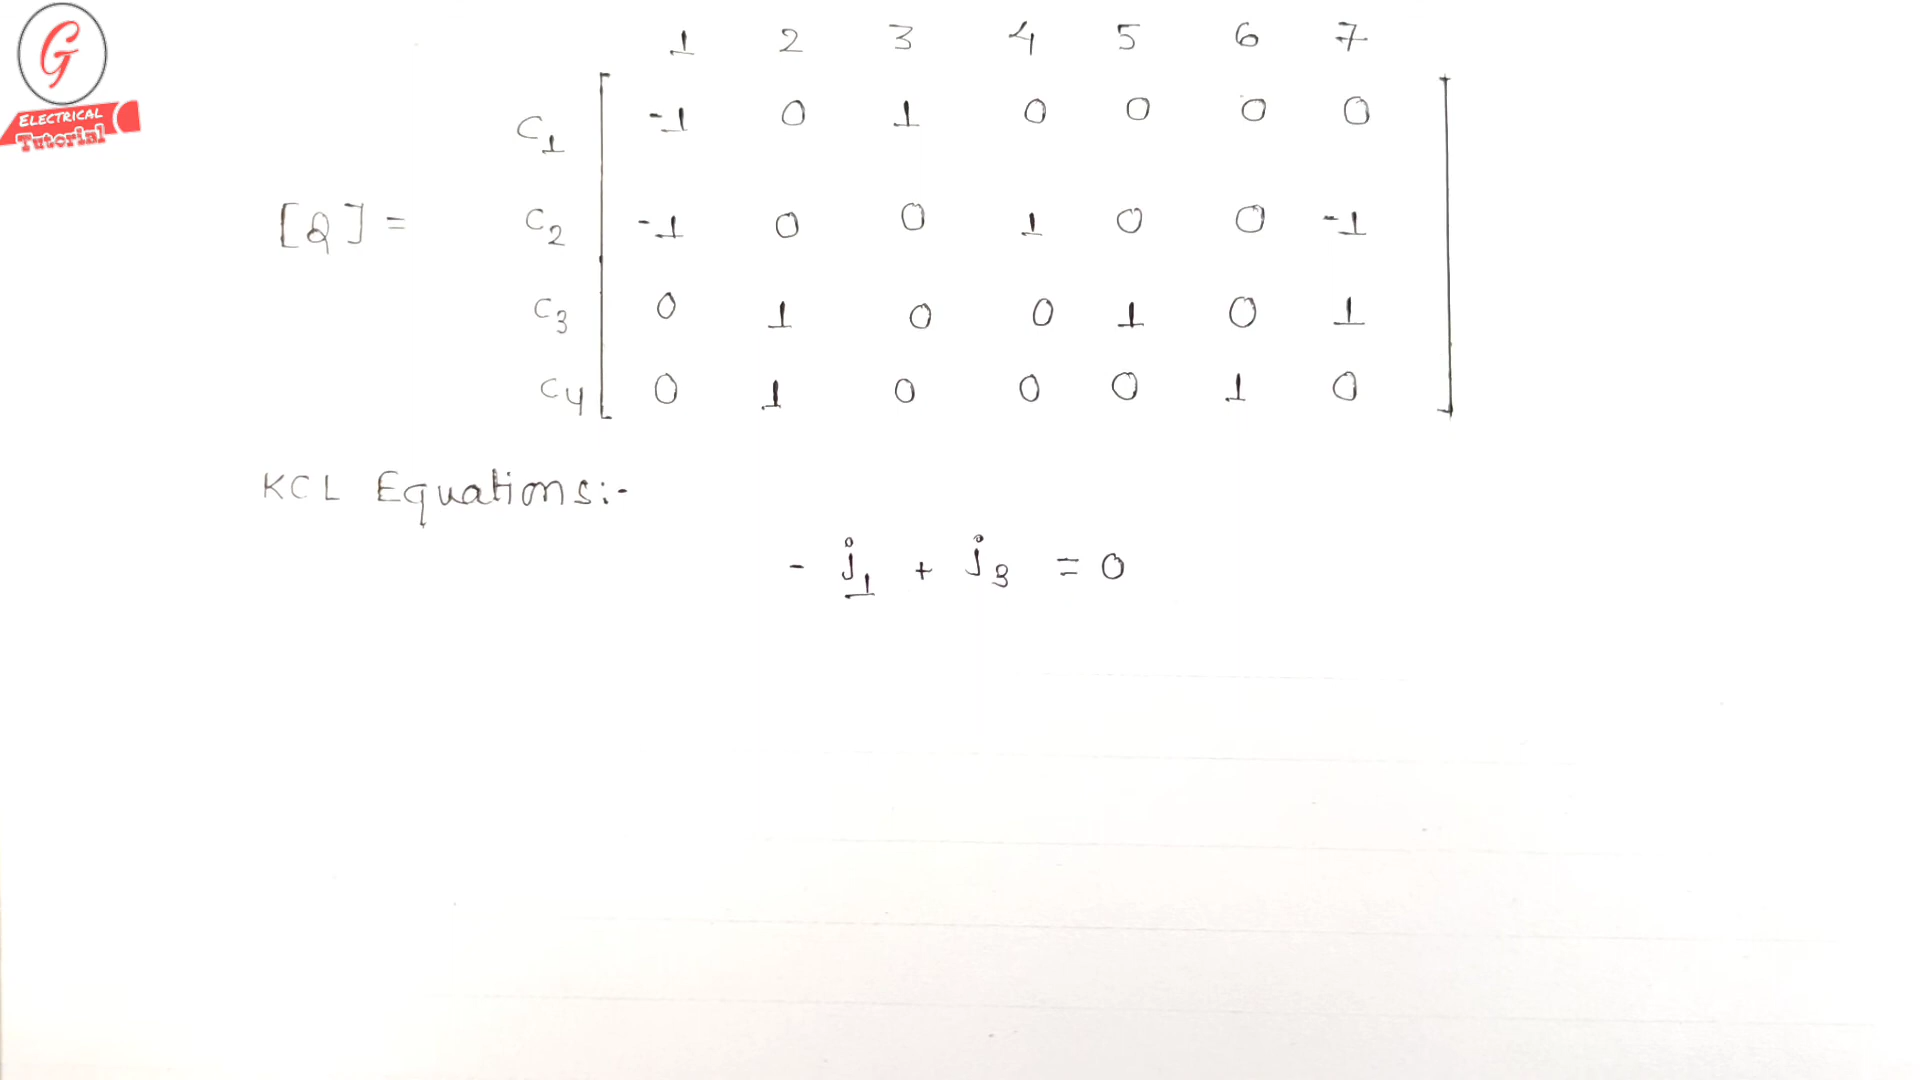 G
ELECTRICAL
Tutorial
1 2 3 4 5 6 7
C1 -1 0 1 0 0 0 0
[Q] = C2 -1 0 0 1 0 0 -1
C3 0 1 0 0 1 0 1
C4 0 1 0 0 0 1 0
KCL Equations:-
- j1 + j3 = 0